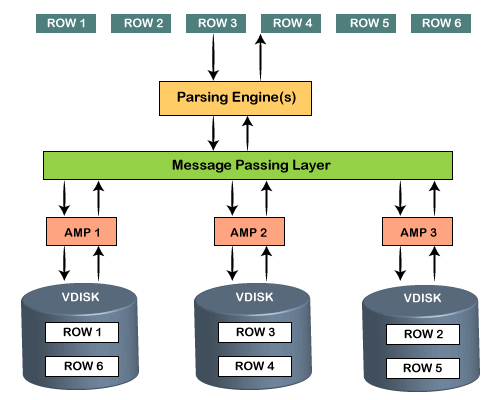 ROW 1 ROW 2 ROW 3 ROW 4 ROW 5 ROW 6
Parsing Engine(s)
Message Passing Layer
AMP 1 AMP 2 AMP 3
VDISK VDISK VDISK
ROW 1 ROW 3 ROW 2
ROW 6 ROW 4 ROW 5